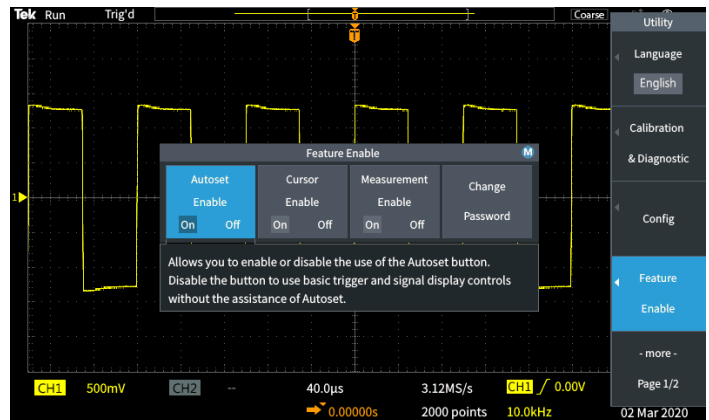 Tek Run Trig'd [ ] Coarse
T
Utility
Language
English
Calibration
& Diagnostic
Config
Feature
Enable
- more -
Page 1/2
Feature Enable M
Autoset
Enable
On Off
Cursor
Enable
On Off
Measurement
Enable
On Off
Change
Password
Allows you to enable or disable the use of the Autoset button.
Disable the button to use basic trigger and signal display controls
without the assistance of Autoset.
1
CH1 500mV CH2 -- 40.0µs 3.12MS/s CH1 / 0.00V
0.00000s 2000 points 10.0kHz 02 Mar 2020